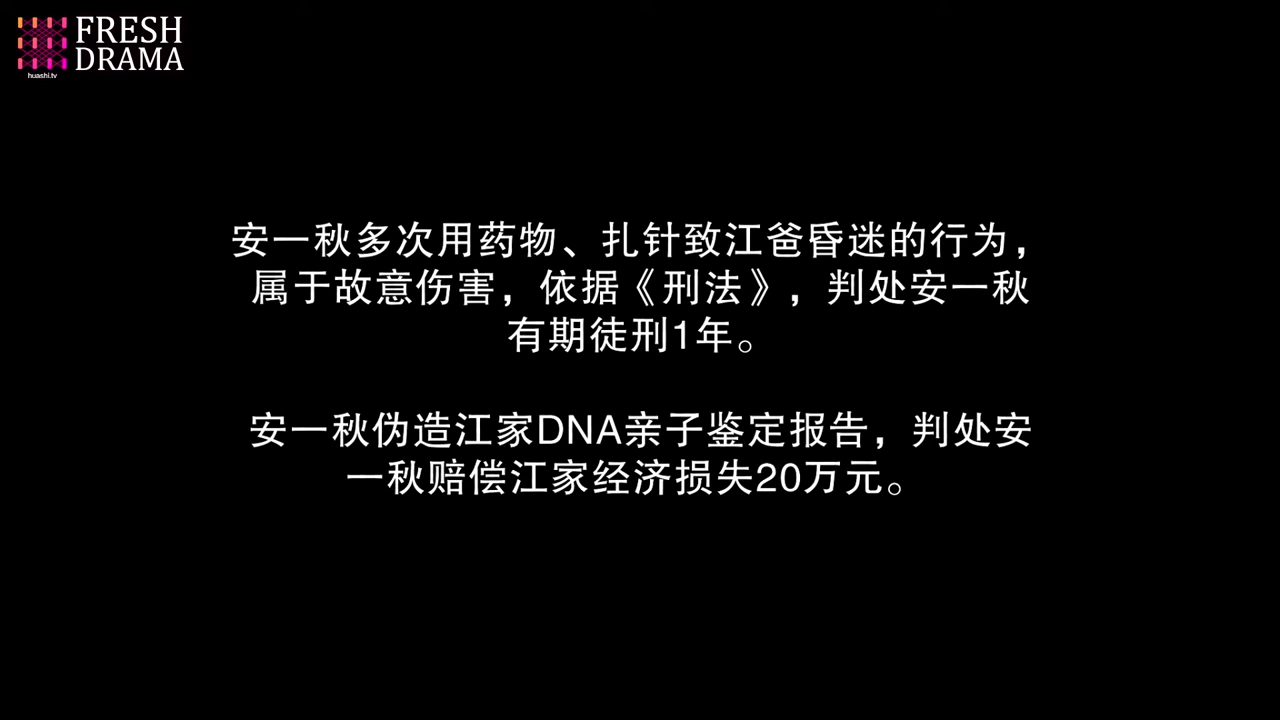 FRESH
DRAMA
huashi.tv
安一秋多次用药物、扎针致江爸昏迷的行为，
属于故意伤害，依据《刑法》，判处安一秋
有期徒刑1年。
安一秋伪造江家DNA亲子鉴定报告，判处安
一秋赔偿江家经济损失20万元。